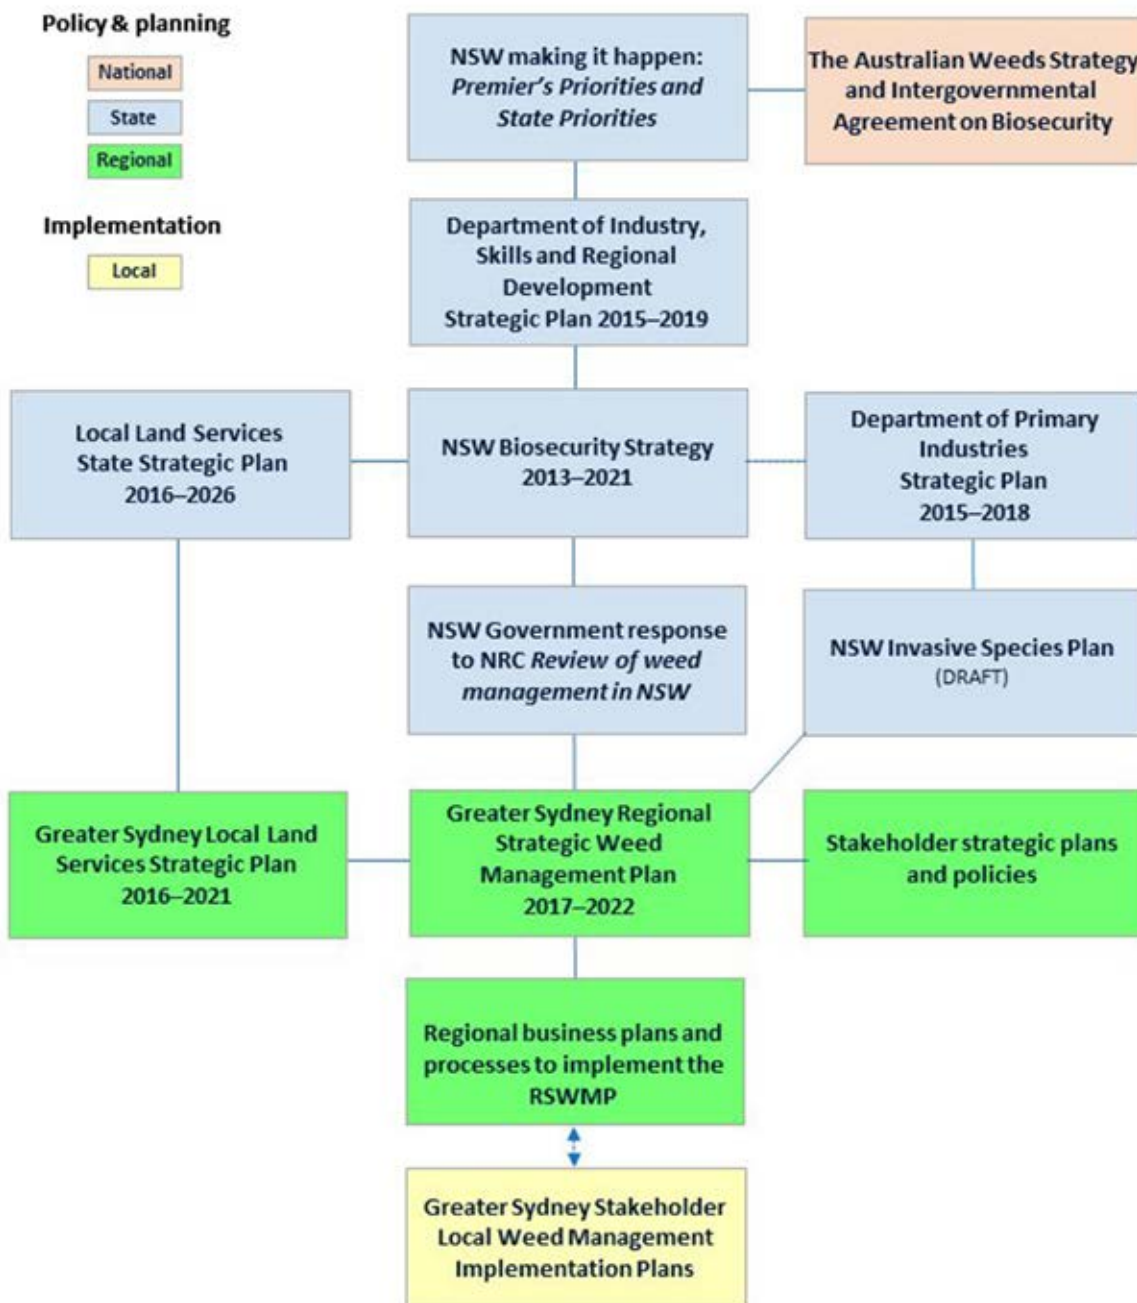 Policy & planning
National
State
Regional
Implementation
Local
NSW making it happen:
Premier's Priorities and
State Priorities
The Australian Weeds Strategy
and Intergovernmental
Agreement on Biosecurity
Department of Industry,
Skills and Regional
Development
Strategic Plan 2015–2019
Local Land Services
State Strategic Plan
2016–2026
NSW Biosecurity Strategy
2013–2021
Department of Primary
Industries
Strategic Plan
2015–2018
NSW Government response
to NRC Review of weed
management in NSW
NSW Invasive Species Plan
(DRAFT)
Greater Sydney Local Land
Services Strategic Plan
2016–2021
Greater Sydney Regional
Strategic Weed
Management Plan
2017–2022
Stakeholder strategic plans
and policies
Regional business plans and
processes to implement the
RSWMP
Greater Sydney Stakeholder
Local Weed Management
Implementation Plans